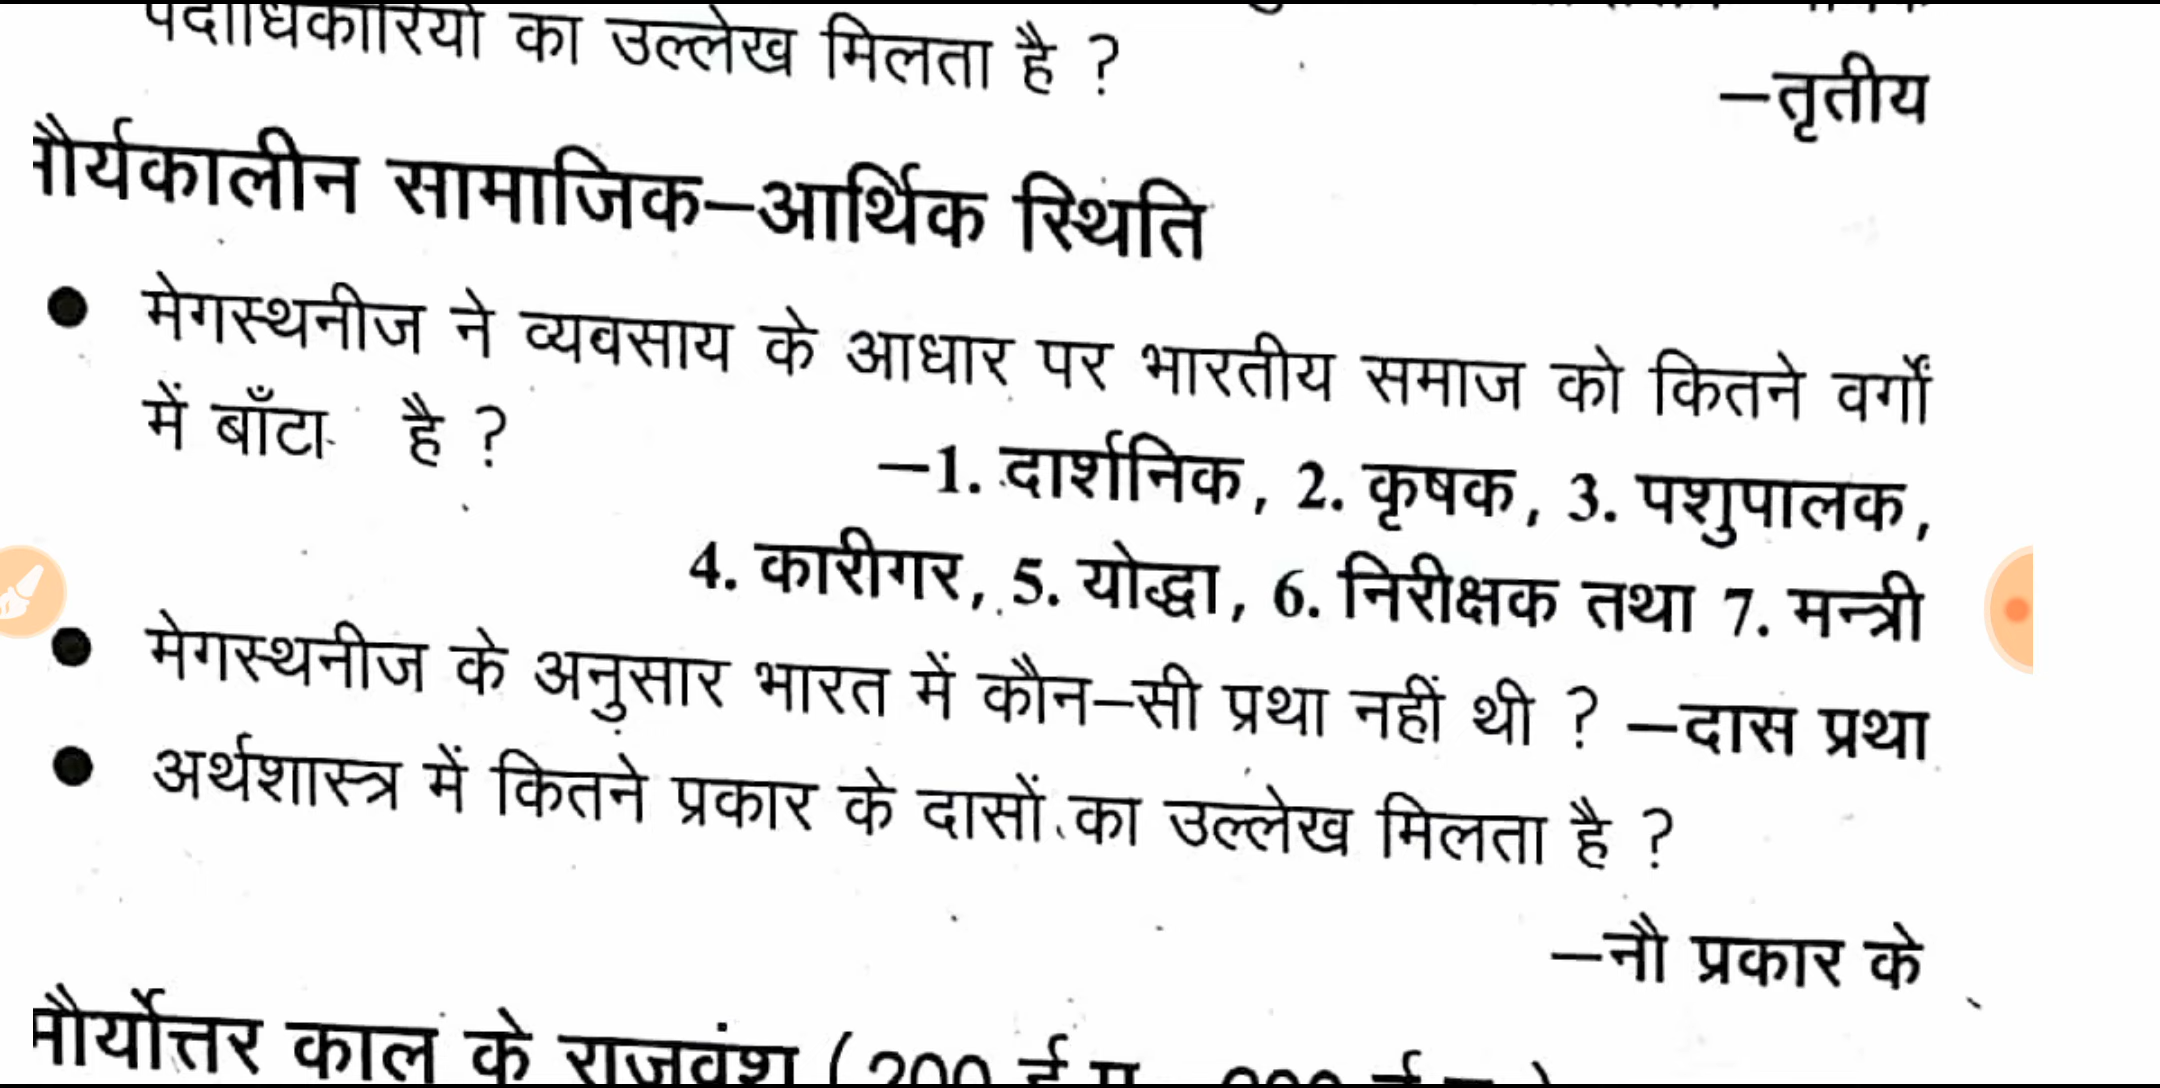 पदाधिकारियों का उल्लेख मिलता है ?
—तृतीय
मौर्यकालीन सामाजिक–आर्थिक स्थिति
● मेगस्थनीज ने व्यवसाय के आधार पर भारतीय समाज को कितने वर्गों
में बाँटा है ?
—1. दार्शनिक, 2. कृषक, 3. पशुपालक,
4. कारीगर, 5. योद्धा, 6. निरीक्षक तथा 7. मन्त्री
● मेगस्थनीज के अनुसार भारत में कौन–सी प्रथा नहीं थी ? —दास प्रथा
● अर्थशास्त्र में कितने प्रकार के दासों का उल्लेख मिलता है ?
—नौ प्रकार के
मौर्योत्तर काल के राजवंश (200 ई